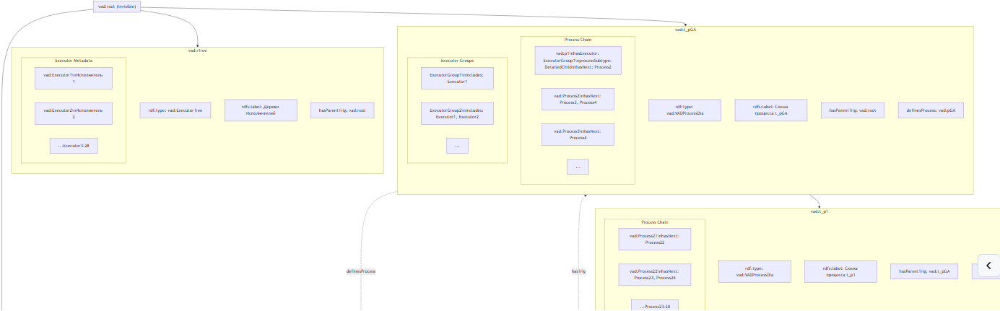 vad:root (invisible)
vad:t_pGA
vad:rtree
Executor Metadata
vad:Executor1\nИсполнитель
1
vad:Executor2\nИсполнитель
2
...Executor3-28
rdf:type: vad:ExecutorTree
rdfs:label: Дерево
Исполнителей
hasParentTrig: vad:root
Executor Groups
ExecutorGroup1\nincludes:
Executor1
ExecutorGroup2\nincludes:
Executor1, Executor2
...
Process Chain
vad:p1\nhasExecutor:
ExecutorGroup1\nprocessSubtype:
DetailedChild\nhasNext: Process2
vad:Process2\nhasNext:
Process3, Process4
vad:Process3\nhasNext:
Process4
...
rdf:type:
vad:VADProcessDia
rdfs:label: Схема
процесса t_pGA
hasParentTrig: vad:root
definesProcess: vad:pGA
definesProcess
hasTrig
vad:t_p1
Process Chain
vad:Process21\nhasNext:
Process22
vad:Process22\nhasNext:
Process23, Process24
...Process23-28
rdf:type:
vad:VADProcessDia
rdfs:label: Схема
процесса t_p1
hasParentTrig: vad:t_pGA